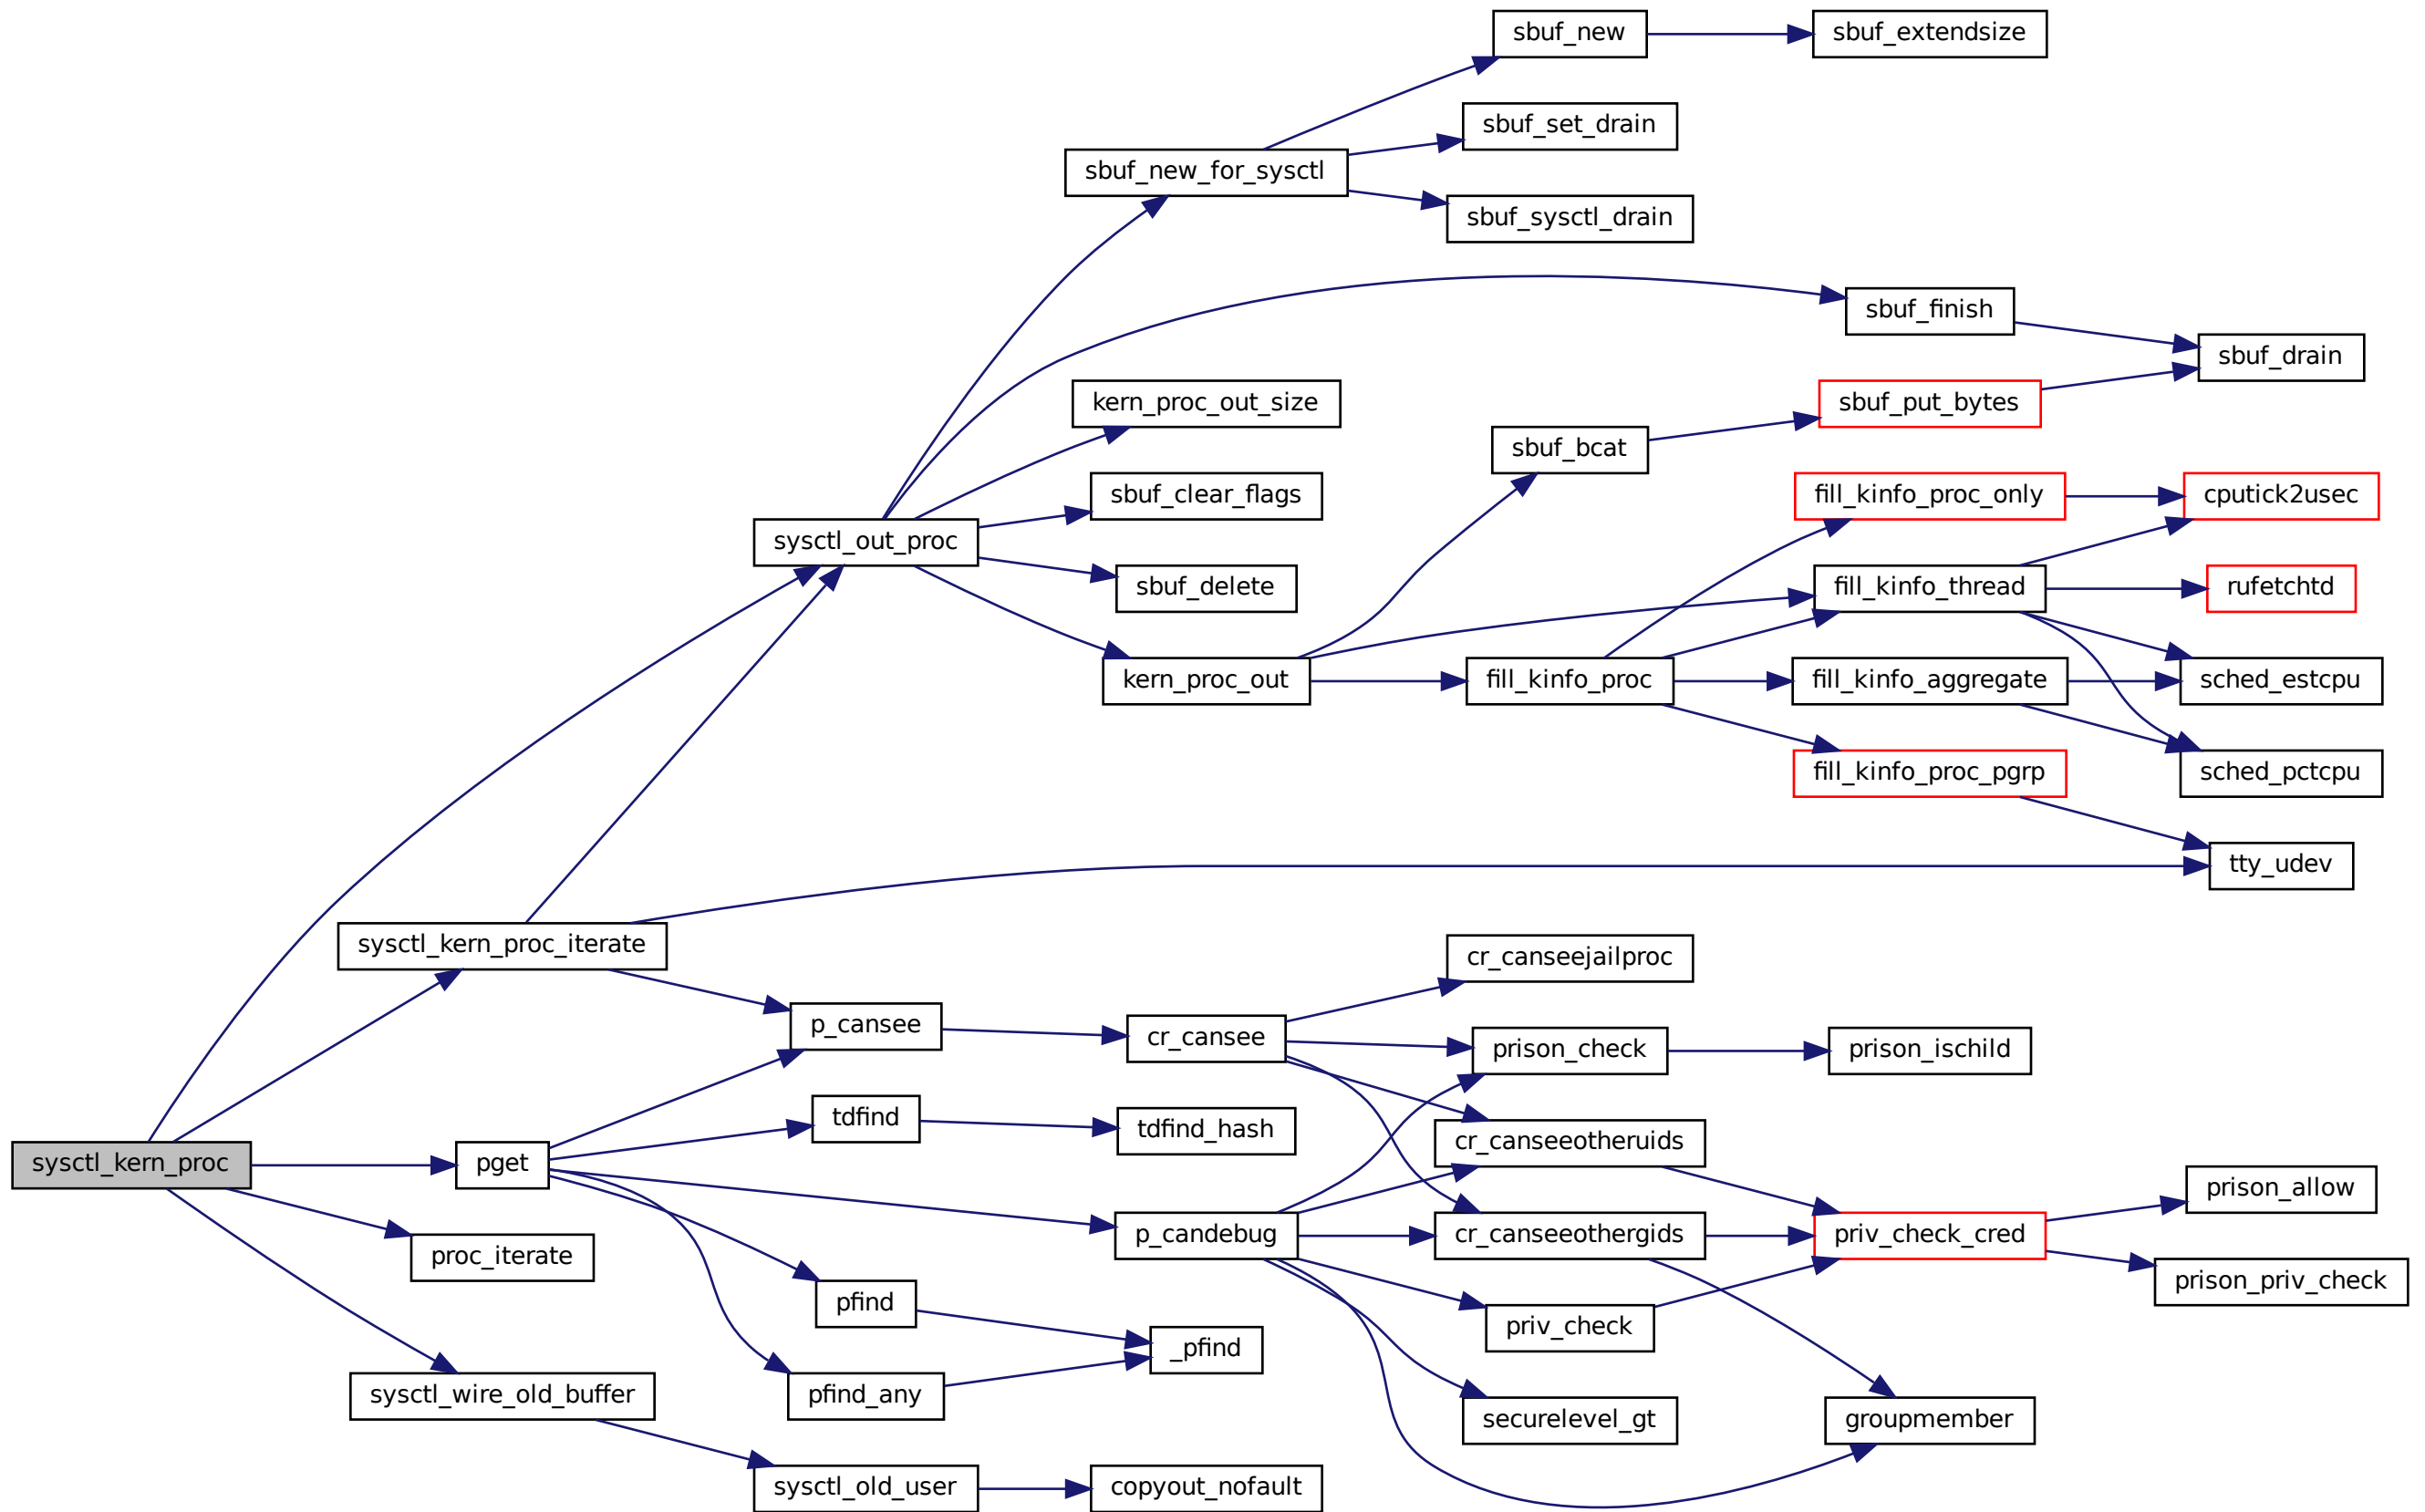 sbuf_new
sbuf_extendsize
sbuf_set_drain
sbuf_new_for_sysctl
sbuf_sysctl_drain
sbuf_finish
sbuf_drain
kern_proc_out_size
sbuf_put_bytes
sbuf_bcat
sbuf_clear_flags
fill_kinfo_proc_only
cputick2usec
sysctl_out_proc
sbuf_delete
fill_kinfo_thread
rufetchtd
kern_proc_out
fill_kinfo_proc
fill_kinfo_aggregate
sched_estcpu
fill_kinfo_proc_pgrp
sched_pctcpu
tty_udev
sysctl_kern_proc_iterate
cr_canseejailproc
p_cansee
cr_cansee
prison_check
prison_ischild
tdfind
tdfind_hash
cr_canseeotheruids
sysctl_kern_proc
pget
prison_allow
p_candebug
cr_canseeothergids
priv_check_cred
proc_iterate
prison_priv_check
pfind
priv_check
_pfind
sysctl_wire_old_buffer
pfind_any
securelevel_gt
groupmember
sysctl_old_user
copyout_nofault